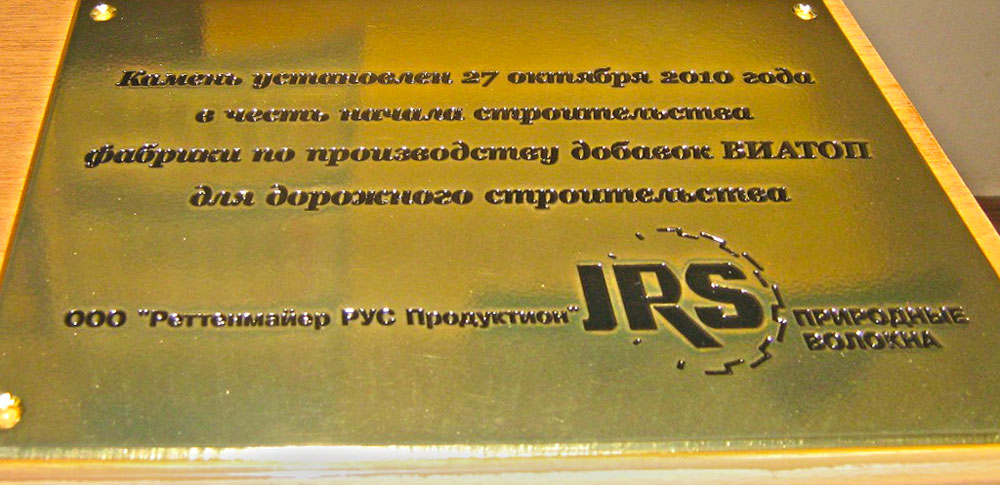 Камень установлен 27 октября 2010 года
в честь начала строительства
фабрики по производству добавок ВИАТОП
для дорожного строительства
ООО "Реттенмайер РУС Продуктион"
JRS
ПРИРОДНЫЕ
ВОЛОКНА